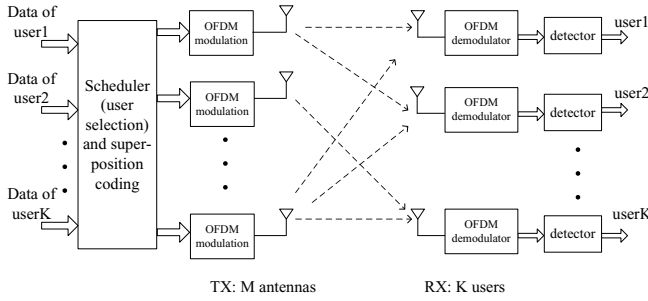 Data of
user1
Data of
user2
Data of
userK
Scheduler
(user
selection)
and super-
position
coding
OFDM
modulation
OFDM
modulation
OFDM
modulation
OFDM
demodulator
OFDM
demodulator
OFDM
demodulator
detector
detector
detector
user1
user2
userK
TX: M antennas
RX: K users